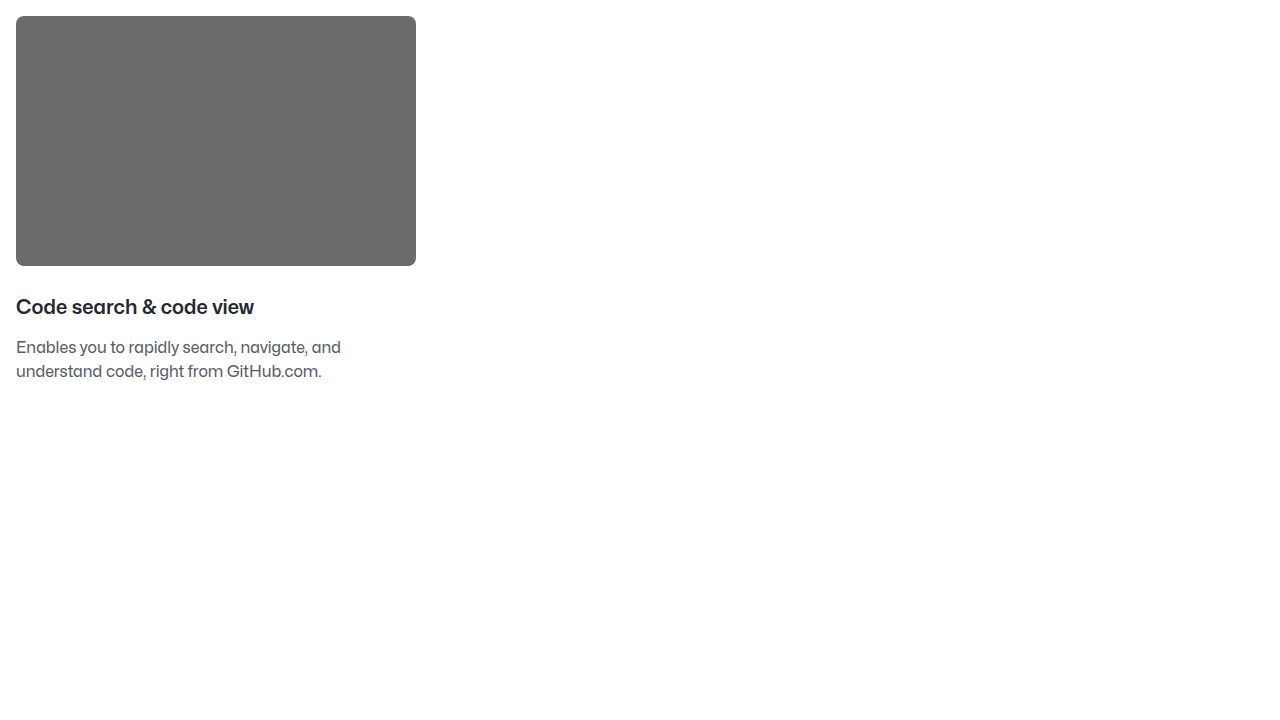 Code search & code view
Enables you to rapidly search, navigate, and
understand code, right from GitHub.com.